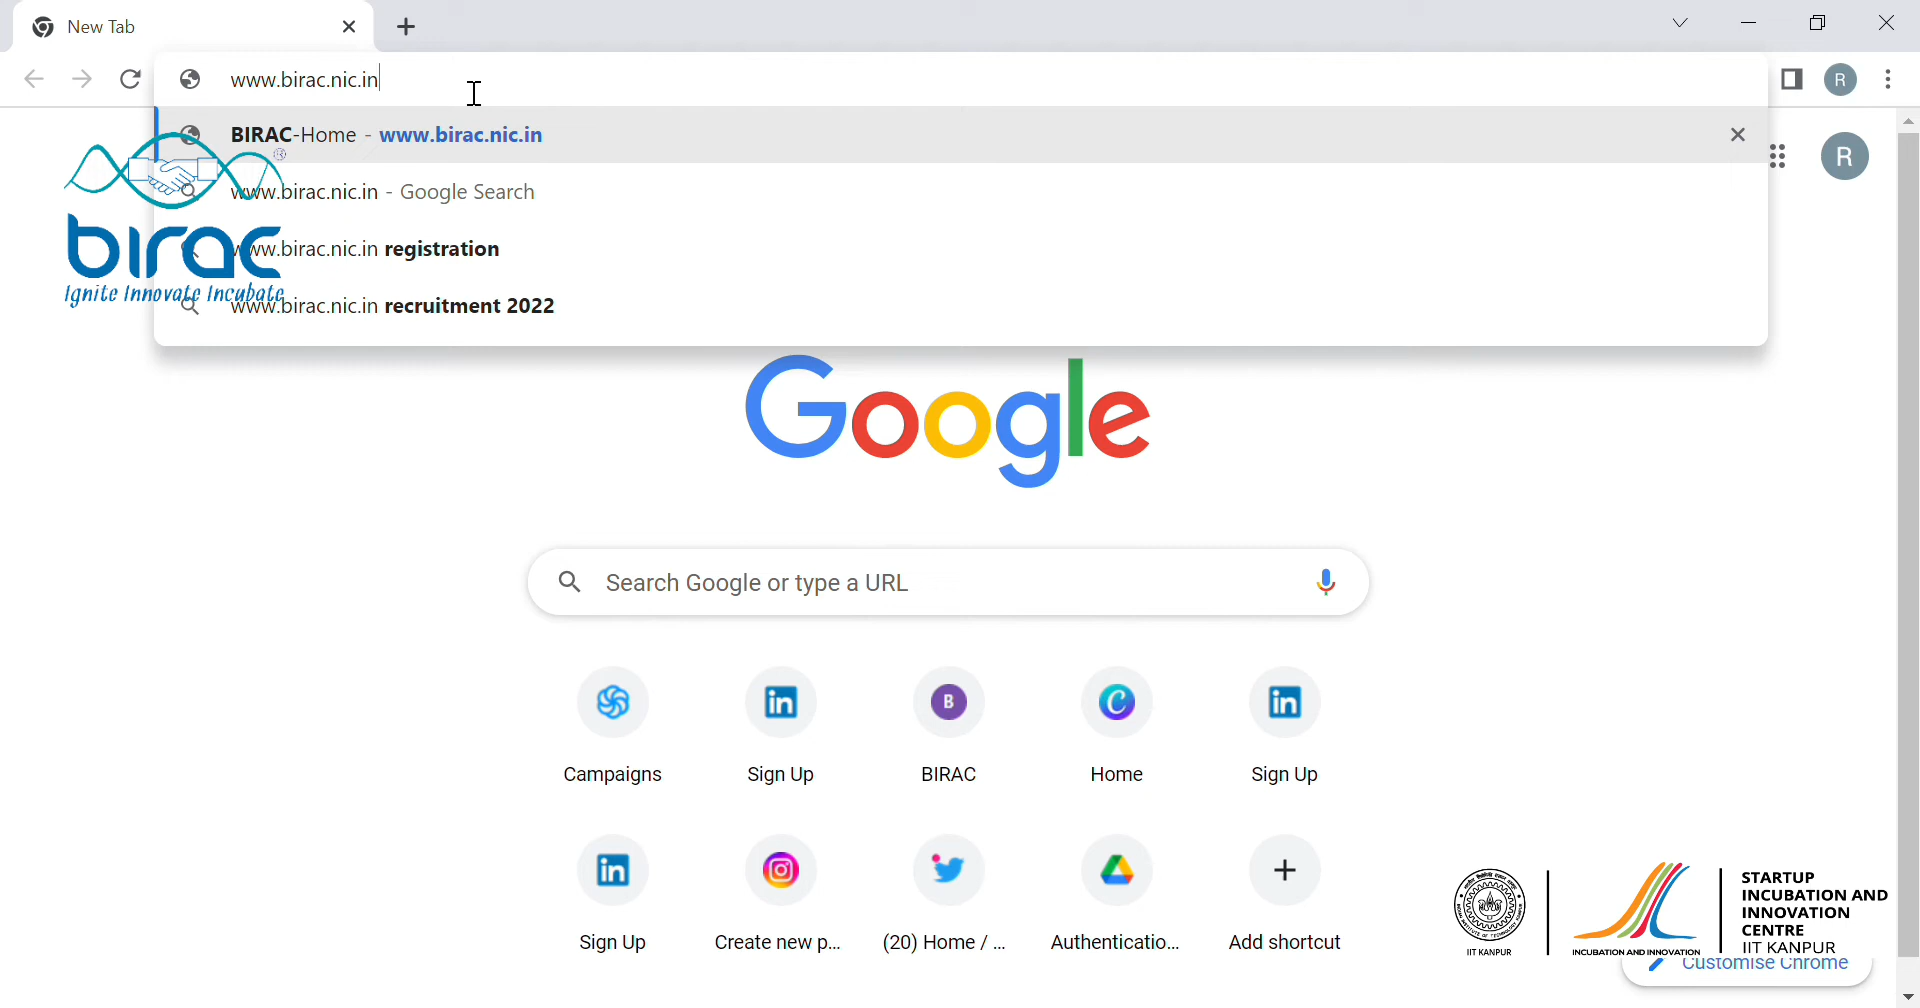 New Tab
www.birac.nic.in
R
BIRAC-Home - www.birac.nic.in
R
www.birac.nic.in - Google Search
www.birac.nic.in registration
www.birac.nic.in recruitment 2022
birac
Ignite Innovate Incubate
Google
Search Google or type a URL
Campaigns
Sign Up
B
BIRAC
Home
Sign Up
Sign Up
Create new p...
(20) Home / ...
Authenticatio...
Add shortcut
IIT KANPUR
INCUBATION AND INNOVATION
STARTUP
INCUBATION AND
INNOVATION
CENTRE
IIT KANPUR
Customise Chrome